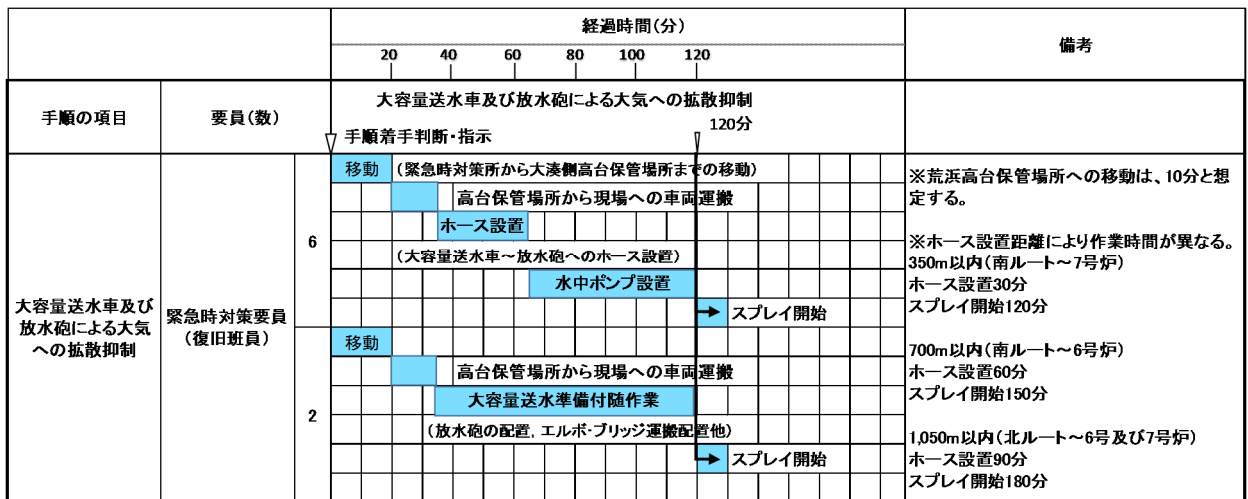 経過時間(分)
備考
20 40 60 80 100 120
手順の項目
要員(数)
大容量送水車及び放水砲による大気への拡散抑制
120分
手順着手判断・指示
大容量送水車及び
放水砲による大気
への拡散抑制
緊急時対策要員
(復旧班員)
6
移動
(緊急時対策所から大湊側高台保管場所までの移動)
高台保管場所から現場への車両運搬
ホース設置
(大容量送水車～放水砲へのホース設置)
水中ポンプ設置
スプレイ開始
2
移動
高台保管場所から現場への車両運搬
大容量送水準備付随作業
(放水砲の配置, エルボ・ブリッジ運搬配置他)
スプレイ開始
※荒浜高台保管場所への移動は、10分と想
定する。
※ホース設置距離により作業時間が異なる。
350m以内(南ルート～7号炉)
ホース設置30分
スプレイ開始120分
700m以内(南ルート～6号炉)
ホース設置60分
スプレイ開始150分
1,050m以内(北ルート～6号及び7号炉)
ホース設置90分
スプレイ開始180分